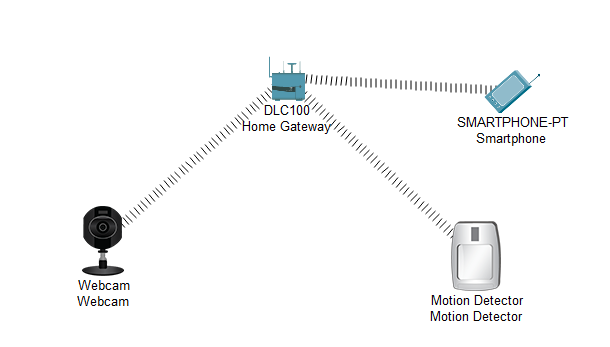 DLC100
Home Gateway
SMARTPHONE-PT
Smartphone
Webcam
Webcam
Motion Detector
Motion Detector